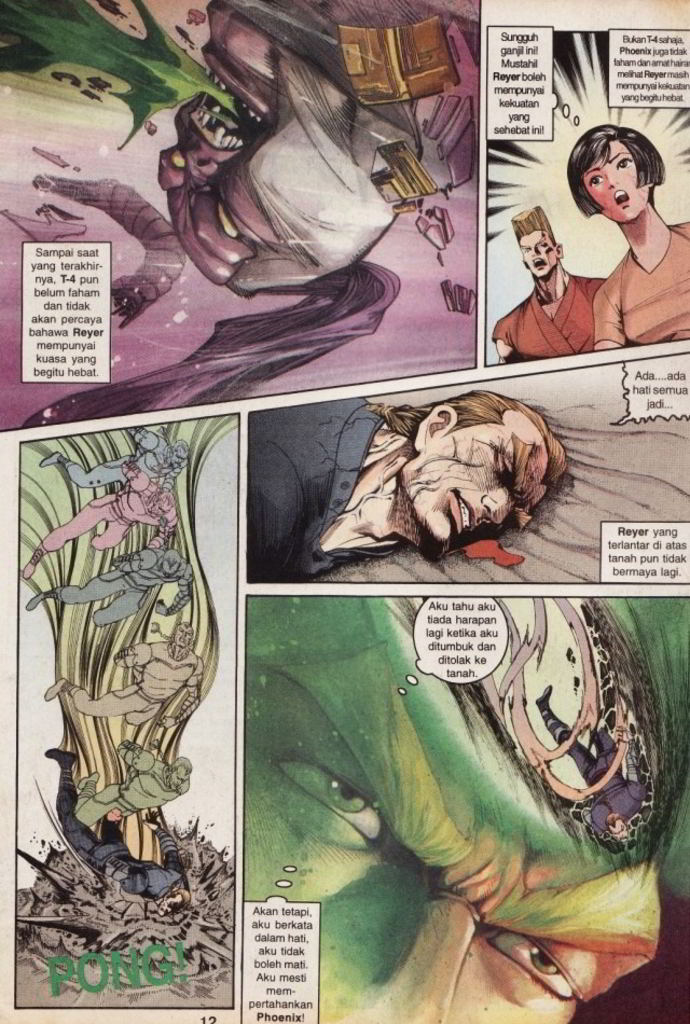 Sampai saat
yang terakhir-
nya, T-4 pun
belum faham
dan tidak
akan percaya
bahawa Reyer
mempunyai
kuasa yang
begitu hebat.
Sungguh
ganjil ini!
Mustahil
Reyer boleh
mempunyai
kekuatan
yang
sehebat ini!
Bukan T-4 sahaja,
Phoenix juga tidak
faham dan amat hairan
melihat Reyer masih
mempunyai kekuatan
yang begitu hebat.
Ada....ada
hati semua
jadi...
Reyer yang
terlantar di atas
tanah pun tidak
bermaya lagi.
PONG!
Aku tahu aku
tiada harapan
lagi ketika aku
ditumbuk dan
ditolak ke
tanah.
Akan tetapi,
aku berkata
dalam hati,
aku tidak
boleh mati.
Aku mesti
mem-
pertahankan
Phoenix!
12